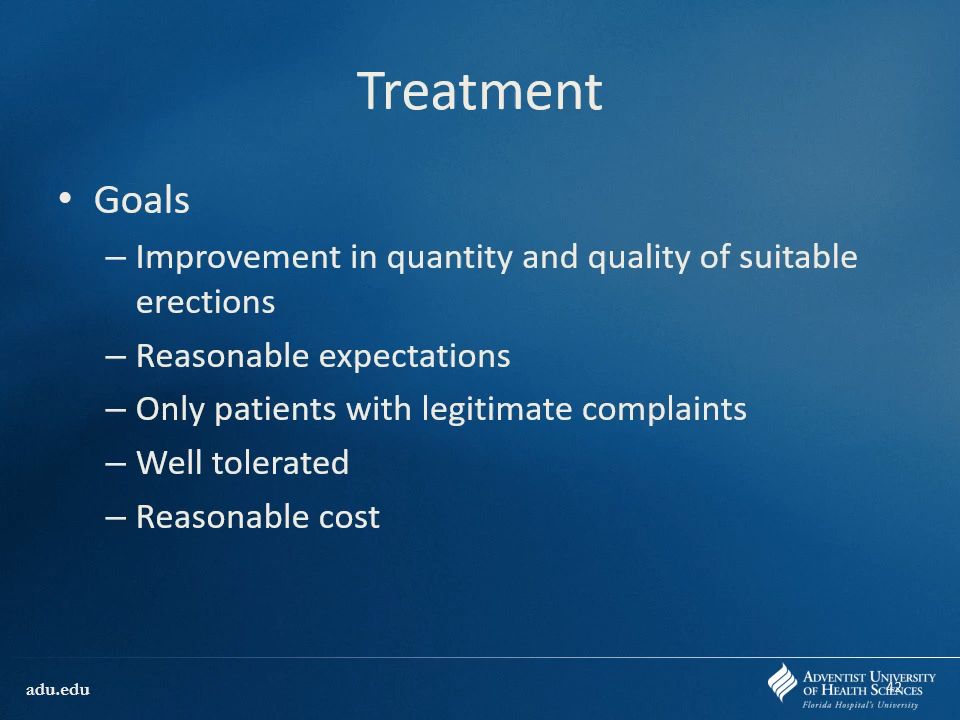 Treatment
• Goals
– Improvement in quantity and quality of suitable
erections
– Reasonable expectations
– Only patients with legitimate complaints
– Well tolerated
– Reasonable cost
adu.edu
ADVENTIST UNIVERSITY
OF HEALTH SCIENCES
Florida Hospital's University
42